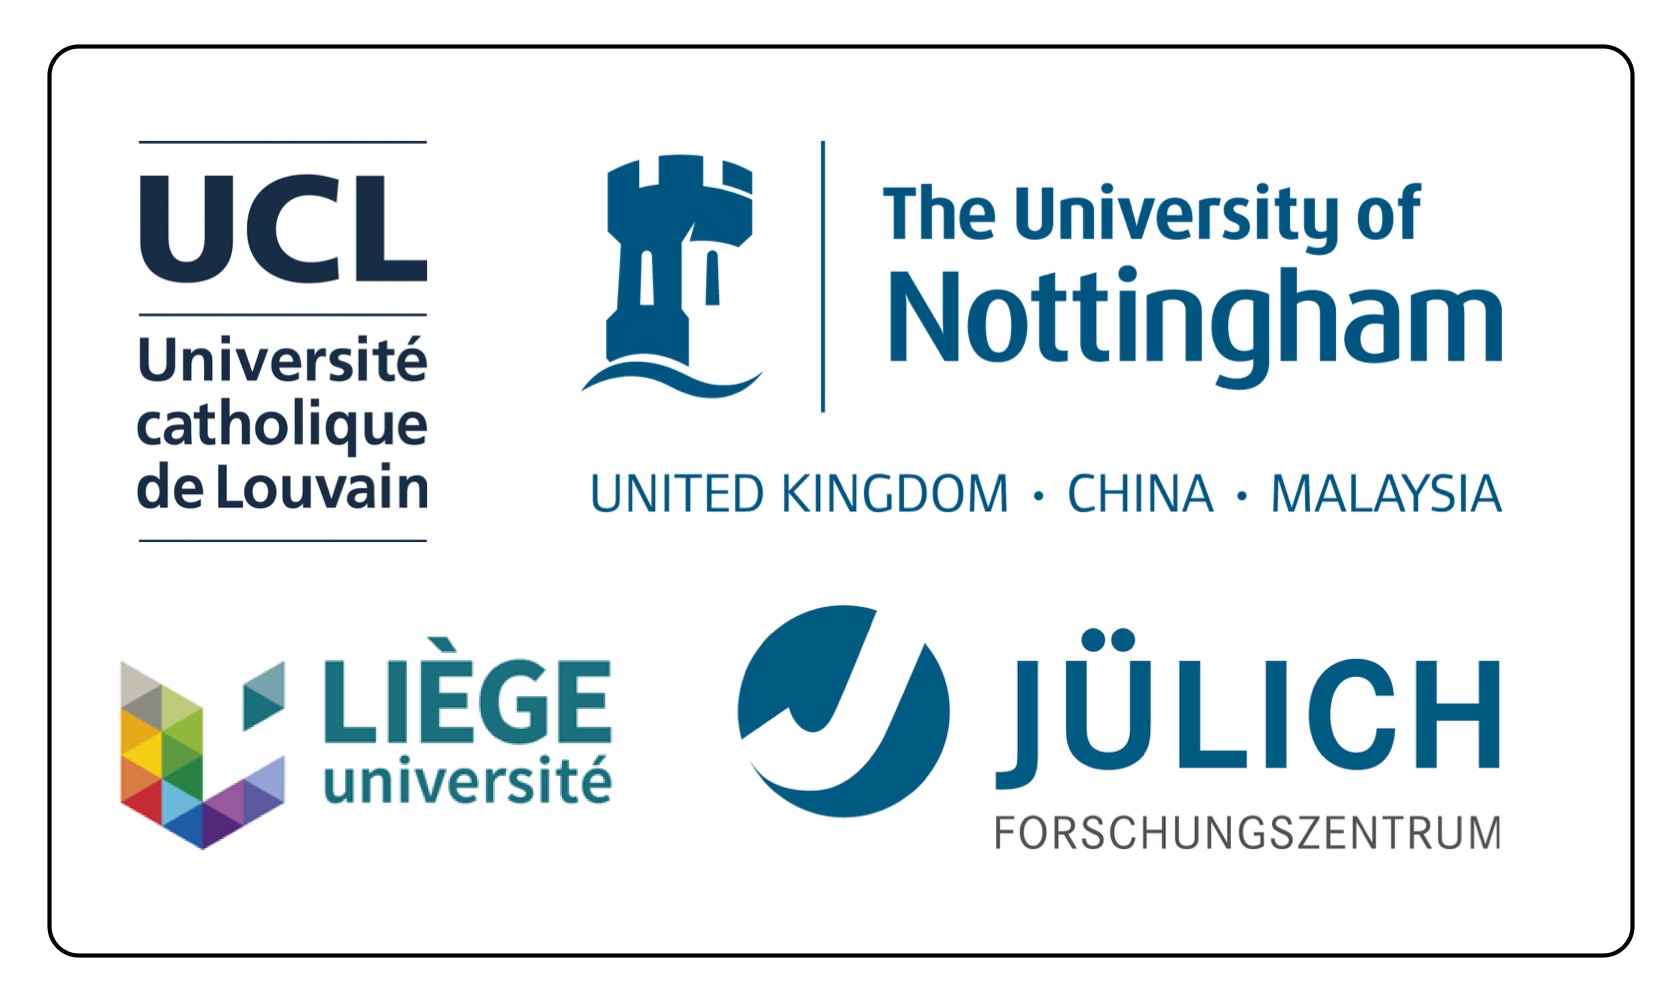 UCL
Université
catholique
de Louvain
The University of
Nottingham
UNITED KINGDOM · CHINA · MALAYSIA
LIÈGE
université
JÜLICH
FORSCHUNGSZENTRUM